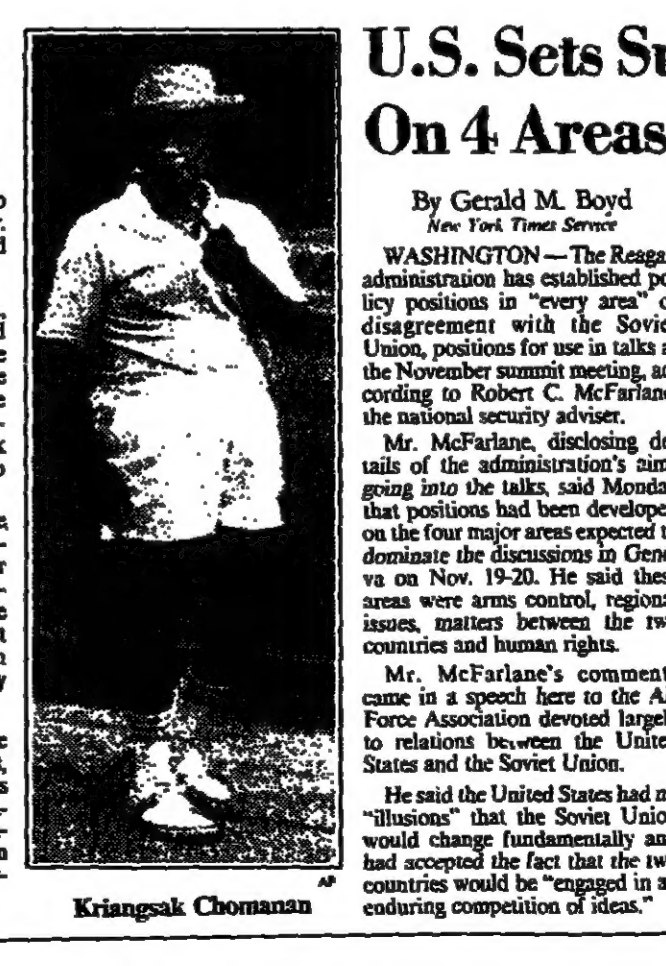 U.S. Sets Su
On 4 Areas
By Gerald M. Boyd
New York Times Service
WASHINGTON — The Reaga
administration has established po
licy positions in "every area" o
disagreement with the Sovie
Union, positions for use in talks a
the November summit meeting, ac
cording to Robert C. McFarlane
the national security adviser.
Mr. McFarlane, disclosing de
tails of the administration's aim
going into the talks, said Monda
that positions had been develope
on the four major areas expected t
dominate the discussions in Gene
va on Nov. 19-20. He said thes
areas were arms control, regiona
issues, matters between the tw
countries and human rights.
Mr. McFarlane's comment
came in a speech here to the Ai
Force Association devoted largel
to relations between the Unite
States and the Soviet Union.
He said the United States had n
"illusions" that the Soviet Unio
would change fundamentally an
had accepted the fact that the tw
countries would be "engaged in a
enduring competition of ideas."
AP
Kriangsak Chomanan